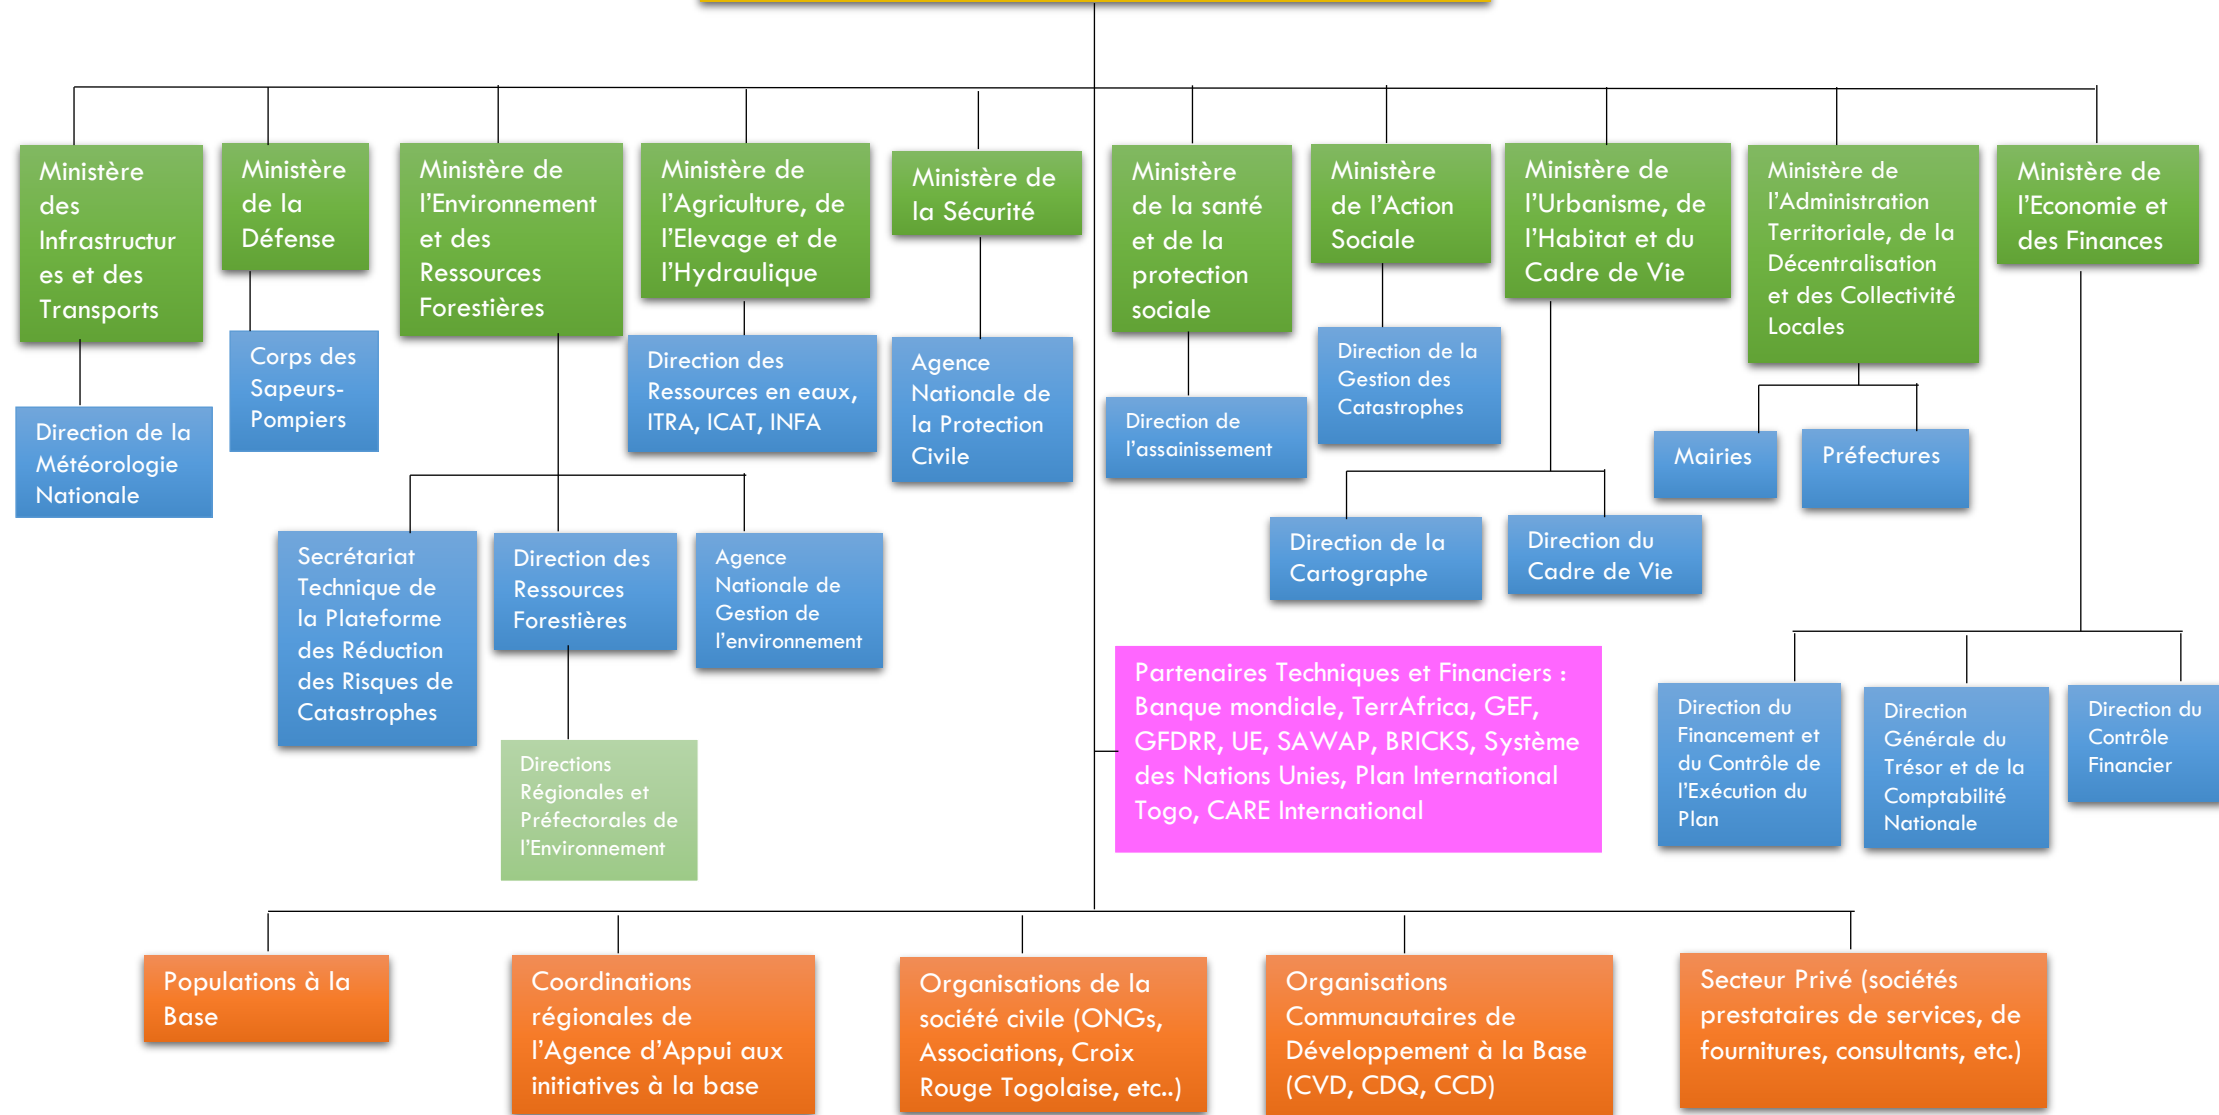 Ministère
des
Infrastructur
es et des
Transports
Ministère
de la
Défense
Ministère de
l'Environnement
et des
Ressources
Forestières
Ministère de
l'Agriculture, de
l'Elevage et de
l'Hydraulique
Ministère de
la Sécurité
Ministère
de la santé
et de la
protection
sociale
Ministère
de l'Action
Sociale
Ministère de
l'Urbanisme, de
l'Habitat et du
Cadre de Vie
Ministère de
l'Administration
Territoriale, de la
Décentralisation
et des Collectivité
Locales
Ministère de
l'Economie et
des Finances
Direction de la
Météorologie
Nationale
Corps des
Sapeurs-
Pompiers
Direction des
Ressources en eaux,
ITRA, ICAT, INFA
Agence
Nationale de
la Protection
Civile
Direction de
l'assainissement
Direction de la
Gestion des
Catastrophes
Mairies
Préfectures
Secrétariat
Technique de
la Plateforme
des Réduction
des Risques de
Catastrophes
Direction des
Ressources
Forestières
Agence
Nationale de
Gestion de
l'environnement
Direction de la
Cartographe
Direction du
Cadre de Vie
Directions
Régionales et
Préfectorales de
l'Environnement
Partenaires Techniques et Financiers :
Banque mondiale, TerrAfrica, GEF,
GFDRR, UE, SAWAP, BRICKS, Système
des Nations Unies, Plan International
Togo, CARE International
Direction du
Financement et
du Contrôle de
l'Exécution du
Plan
Direction
Générale du
Trésor et de la
Comptabilité
Nationale
Direction du
Contrôle
Financier
Populations à la
Base
Coordinations
régionales de
l'Agence d'Appui aux
initiatives à la base
Organisations de la
société civile (ONGs,
Associations, Croix
Rouge Togolaise, etc..)
Organisations
Communautaires de
Développement à la Base
(CVD, CDQ, CCD)
Secteur Privé (sociétés
prestataires de services, de
fournitures, consultants, etc.)